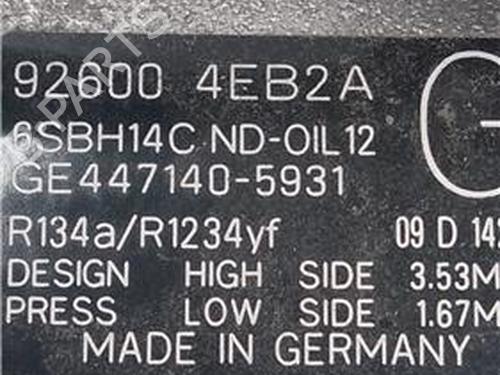 92600 4EB2A
6SBH14C ND-OIL12
GE447140-5931
R134a/R1234yf 09 D 14
DESIGN HIGH SIDE 3.53M
PRESS LOW SIDE 1.67M
MADE IN GERMANY
G